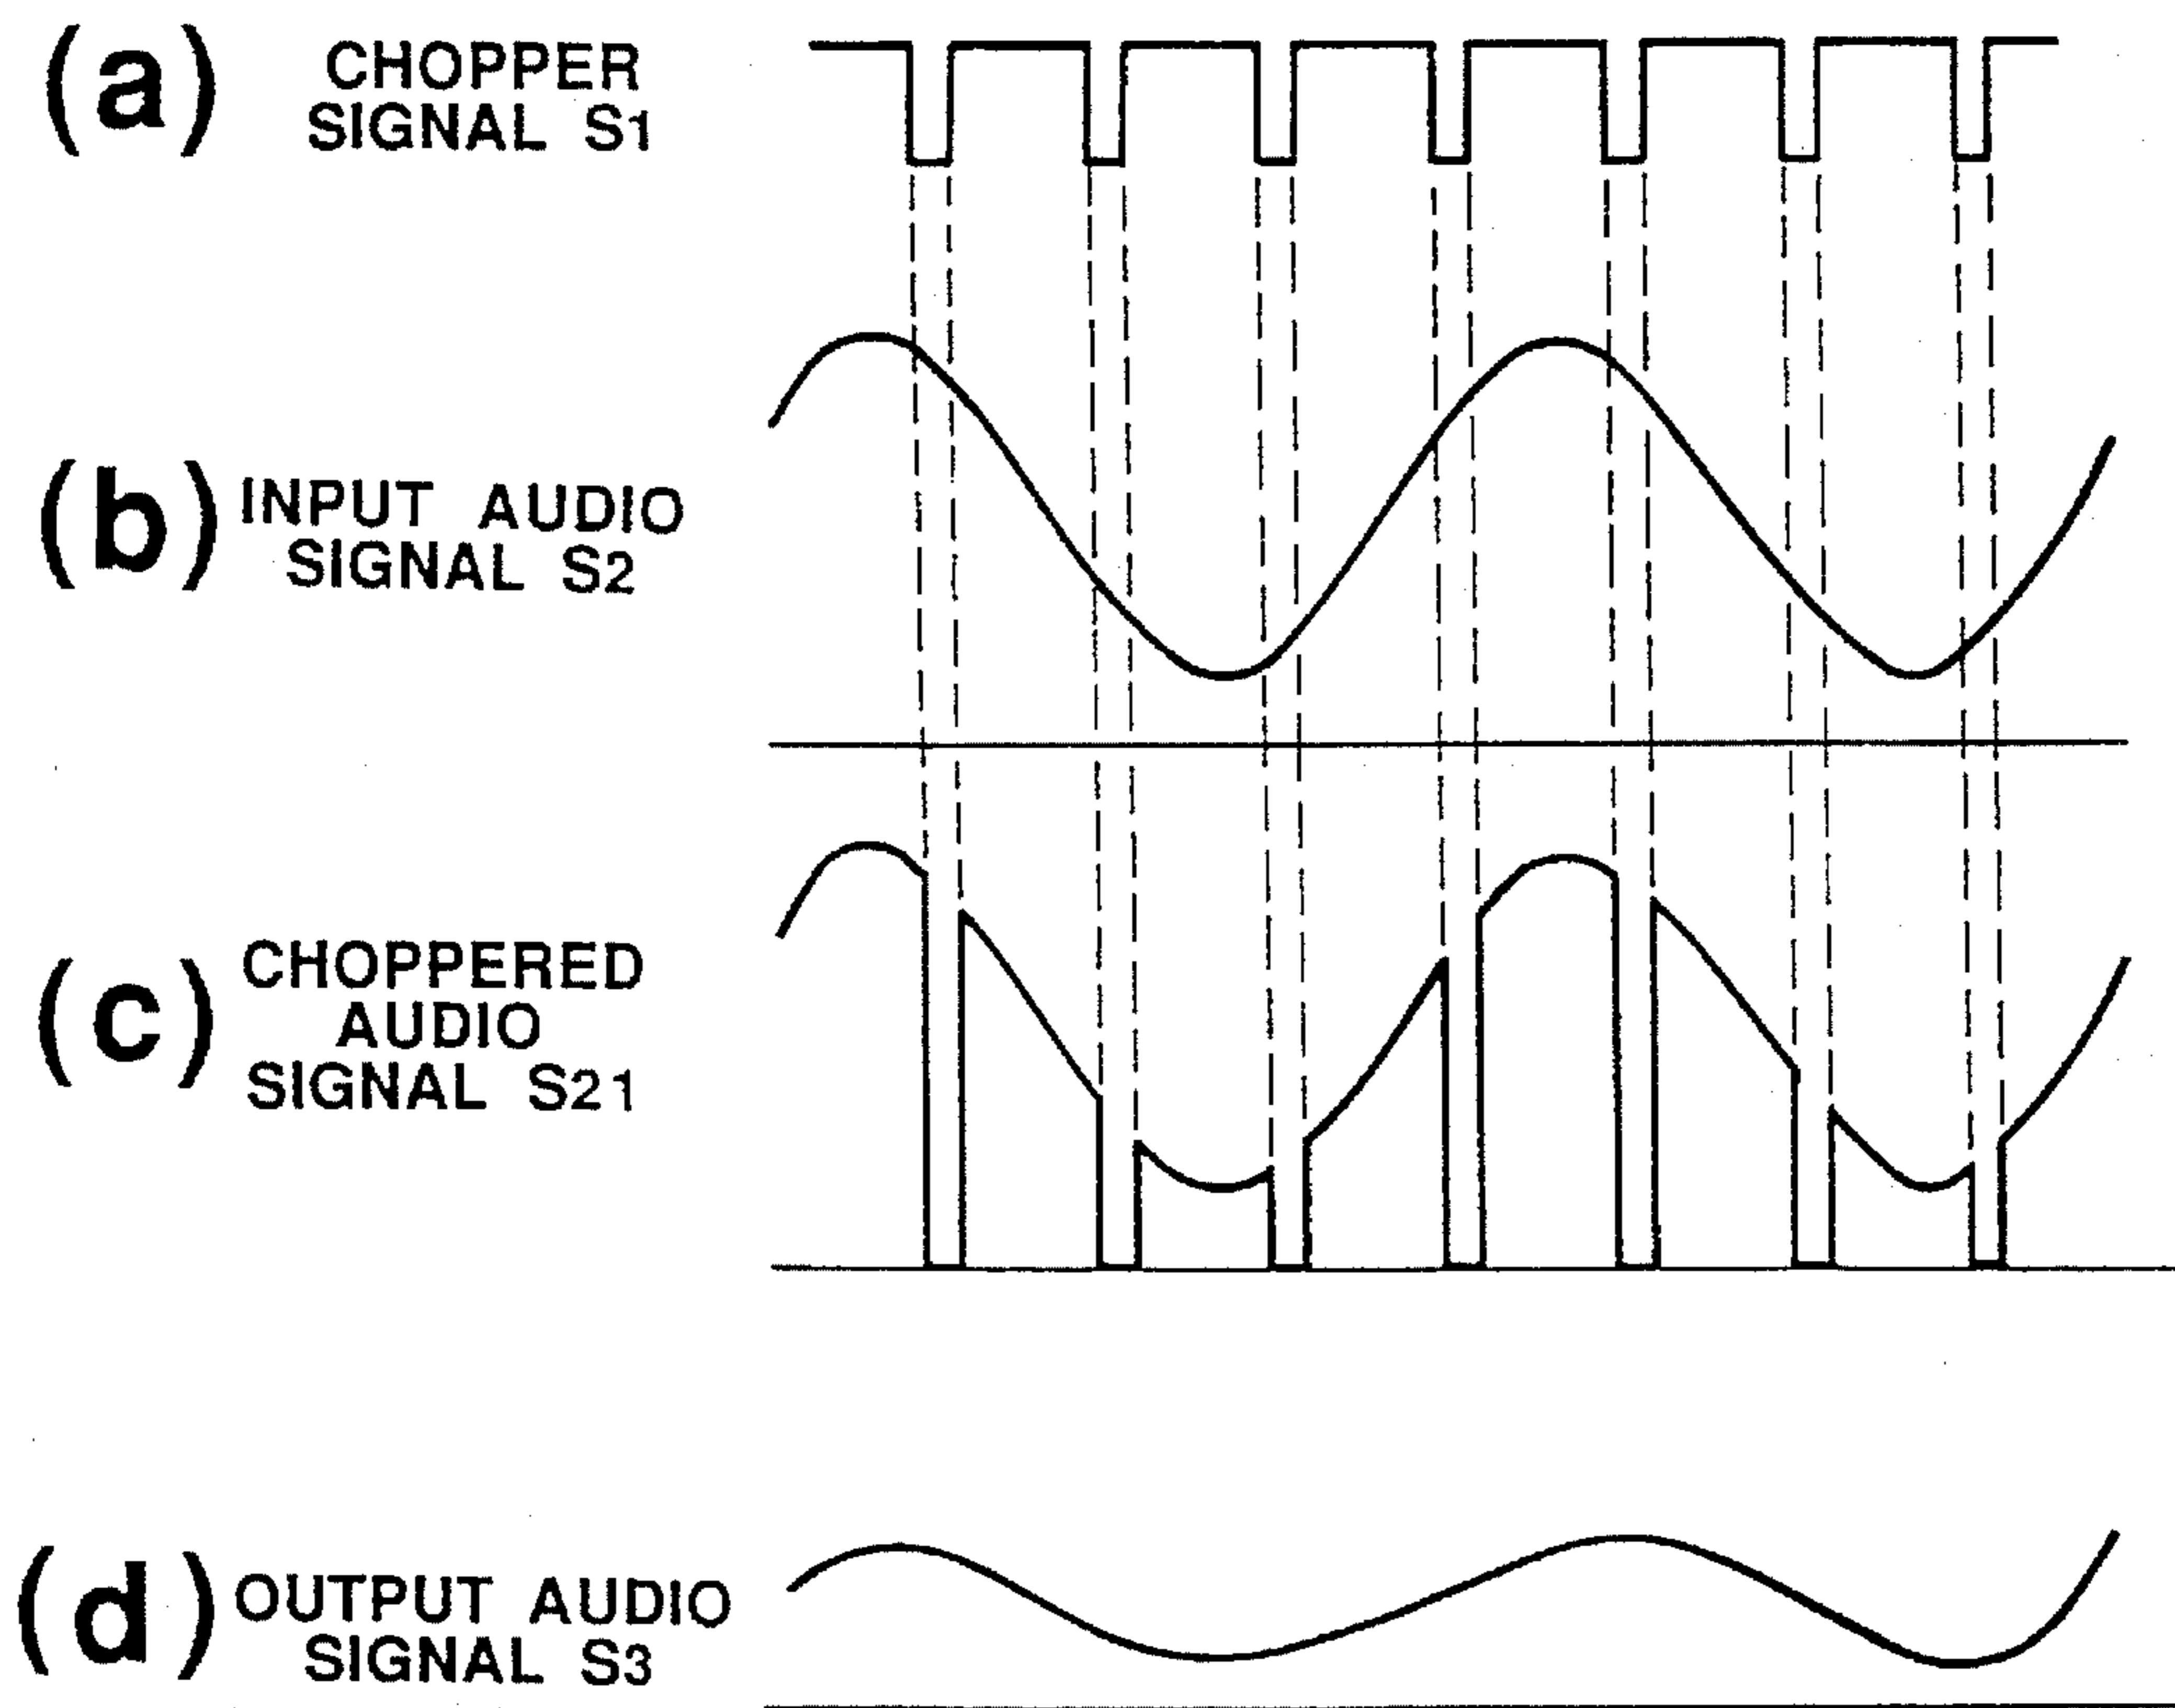 (a) CHOPPER
SIGNAL S1
(b) INPUT AUDIO
SIGNAL S2
(c) CHOPPERED
AUDIO
SIGNAL S21
(d) OUTPUT AUDIO
SIGNAL S3